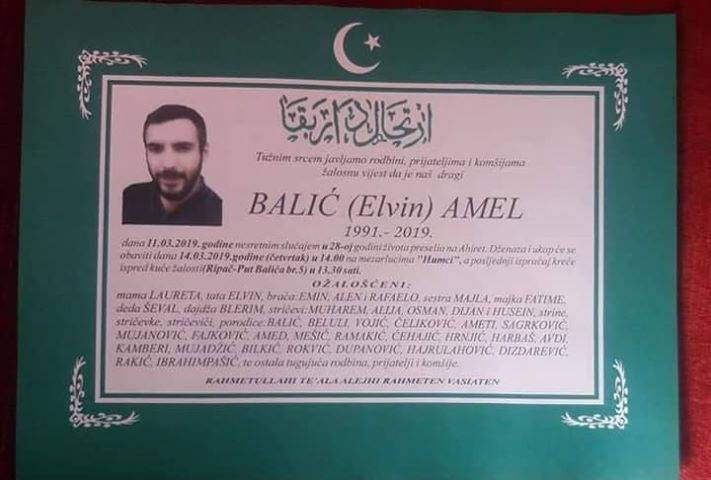 ارتحال دار بقا
Tužnim srcem javljamo rodbini, prijateljima i komšijama
žalosnu vijest da je naš dragi
BALIĆ (Elvin) AMEL
1991.- 2019.
dana 11.03.2019. godine nesretnim slučajem u 28-oj godini života preselio na Ahiret. Dženaza i ukop će se
obaviti dana 14.03.2019.godine (četvrtak) u 14.00 na mezarlucima "Humci", a posljednji ispraćaj kreće
ispred kuće žalosti(Ripač-Put Balića br.5) u 13.30 sati.
OŽALOŠĆENI:
mama LAURETA, tata ELVIN, braća:EMIN, ALEN i RAFAELO, sestra MAJLA, majka FATIME,
deda ŠEVAL, dajdža BLERIM, stričevi:MUHAREM, ALIJA, OSMAN, DIJAN i HUSEIN, strine,
stričevke, stričevići, porodice:BALIĆ, BELULI, VOJIĆ, ČELIKOVIĆ, AMETI, SAGRKOVIĆ,
MUJANOVIĆ, FAJKOVIĆ, AMED, MEŠIĆ, RAMAKIĆ, ČEHAJIĆ, HRNJIĆ, HARBAŠ, AVDI,
KAMBERI, MUJADŽIĆ, BILKIĆ, ROKVIĆ, DUPANOVIĆ, HAJRULAHOVIĆ, DIZDAREVIĆ,
RAKIĆ, IBRAHIMPAŠIĆ, te ostala tugujuća rodbina, prijatelji i komšije.
RAHMETULLAHI TE'ALA ALEJHI RAHMETEN VASIATEN